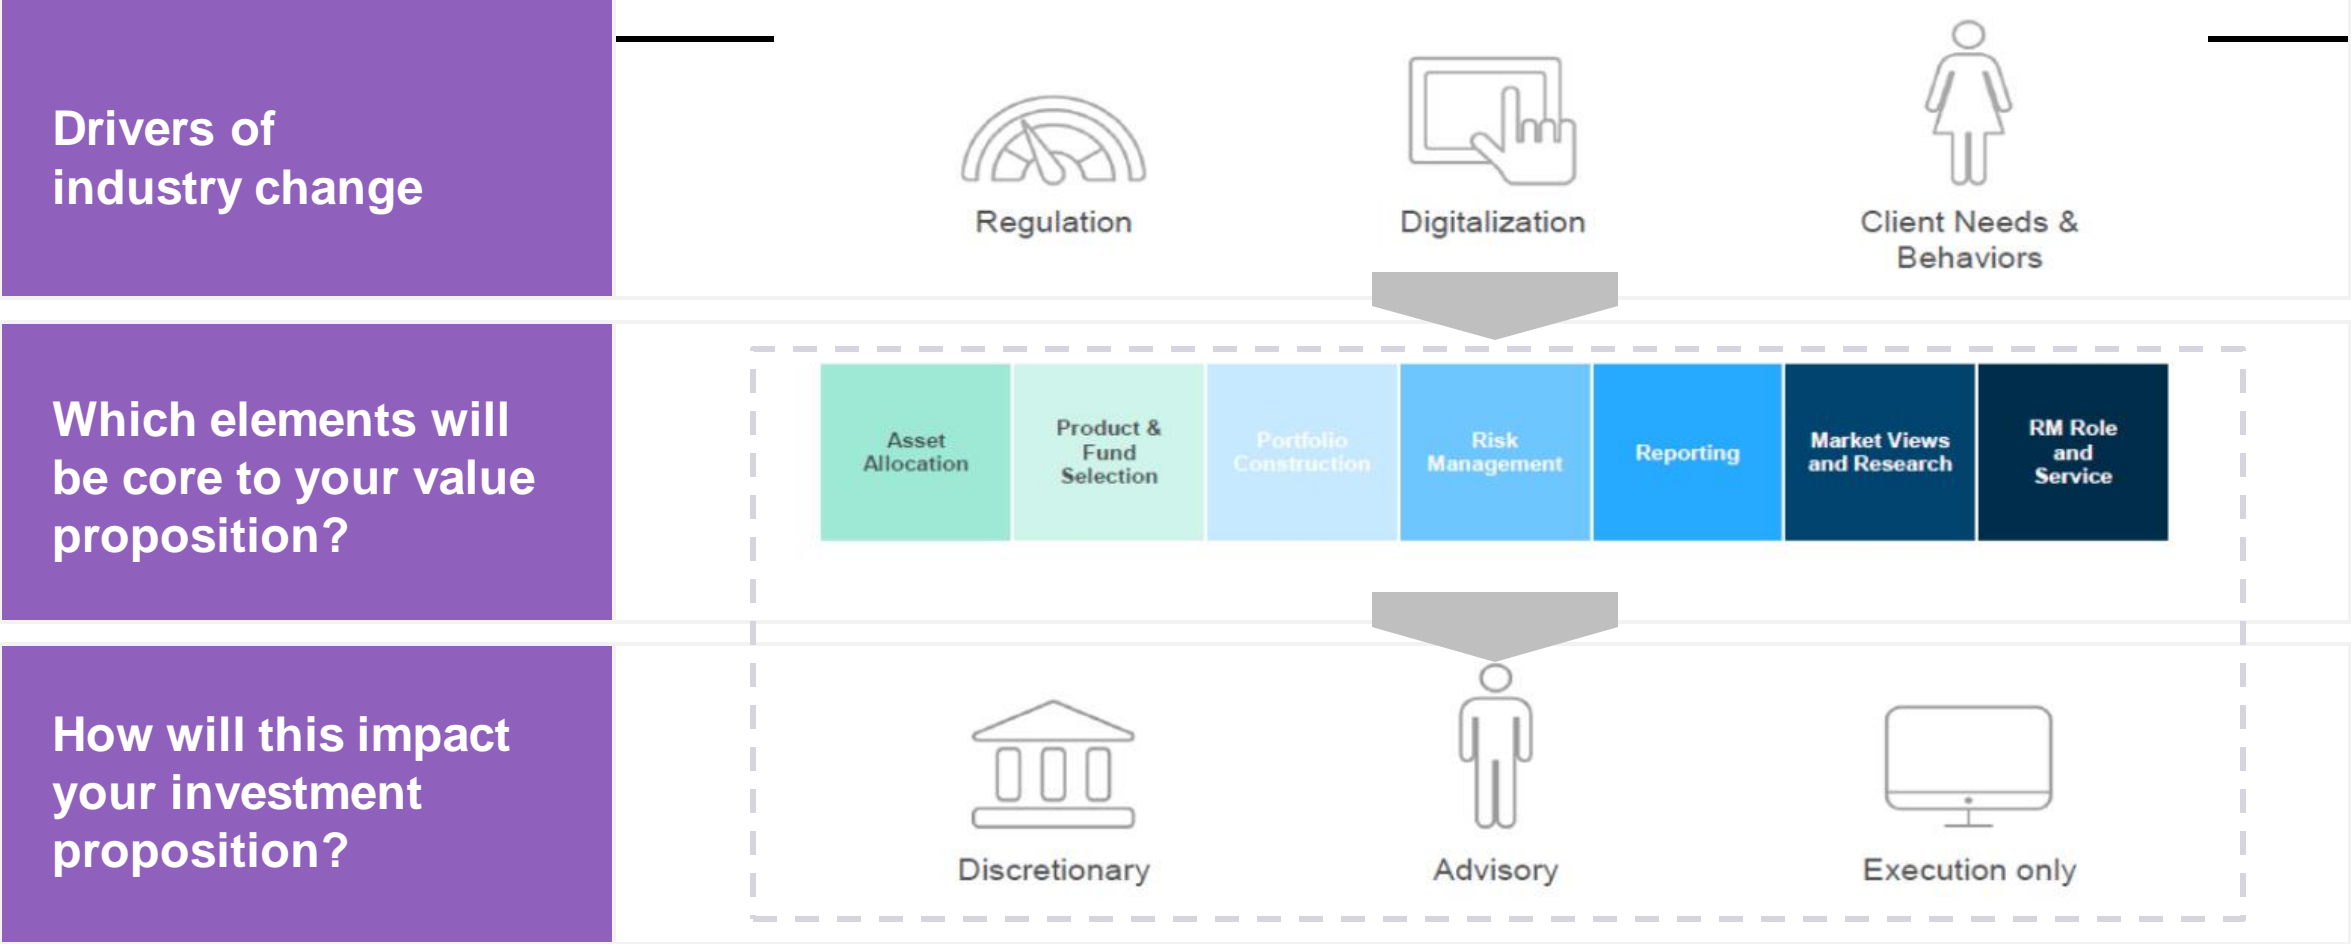 Drivers of
industry change
Regulation
Digitalization
Client Needs &
Behaviors
Which elements will
be core to your value
proposition?
Asset
Allocation
Product &
Fund
Selection
Portfolio
Construction
Risk
Management
Reporting
Market Views
and Research
RM Role
and
Service
How will this impact
your investment
proposition?
Discretionary
Advisory
Execution only